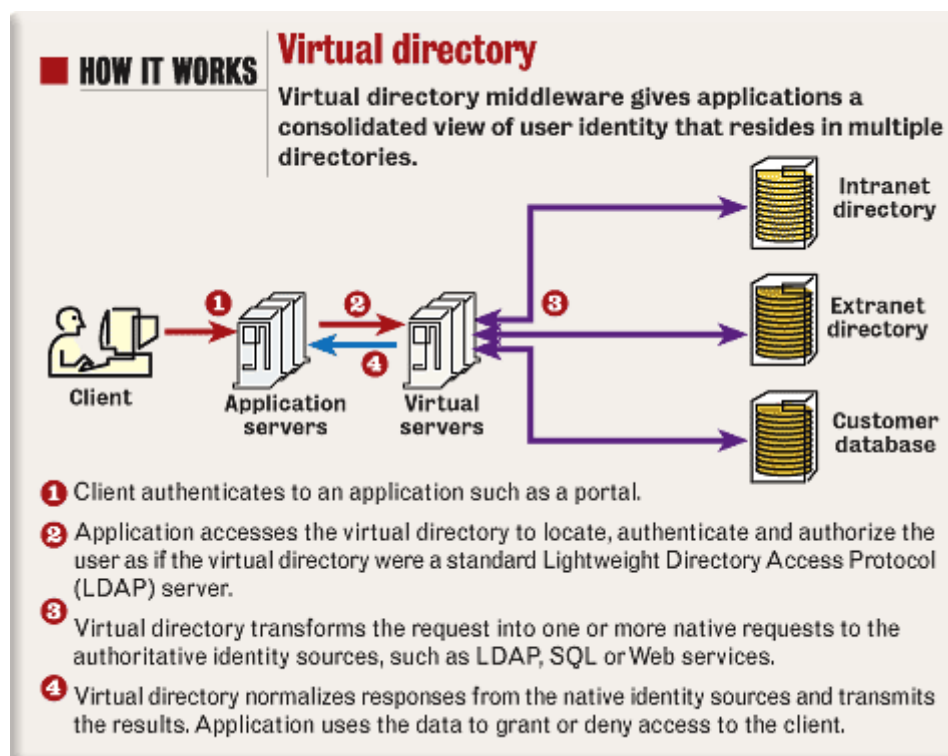 HOW IT WORKS
Virtual directory
Virtual directory middleware gives applications a
consolidated view of user identity that resides in multiple
directories.
Intranet
directory
1
2
3
Extranet
directory
4
Client
Application
servers
Virtual
servers
Customer
database
1 Client authenticates to an application such as a portal.
2 Application accesses the virtual directory to locate, authenticate and authorize the
user as if the virtual directory were a standard Lightweight Directory Access Protocol
(LDAP) server.
3 Virtual directory transforms the request into one or more native requests to the
authoritative identity sources, such as LDAP, SQL or Web services.
4 Virtual directory normalizes responses from the native identity sources and transmits
the results. Application uses the data to grant or deny access to the client.